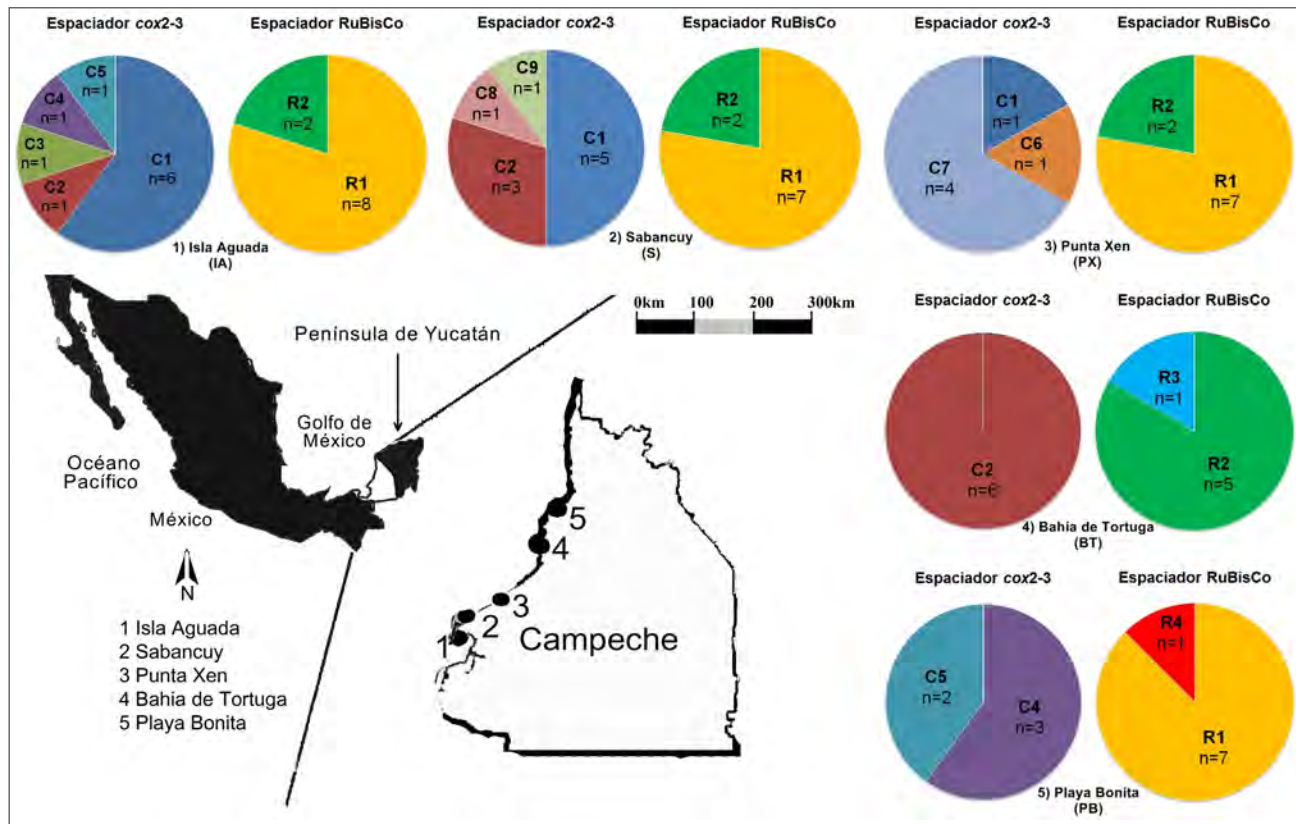 Espaciador cox2-3
Espaciador RuBisCo
C5
n=1
C4
n=1
C3
n=1
C2
n=1
C1
n=6
R2
n=2
R1
n=8
1) Isla Aguada
(IA)
Espaciador cox2-3
Espaciador RuBisCo
C9
n=1
C8
n=1
C2
n=3
C1
n=5
R2
n=2
R1
n=7
2) Sabancuy
(S)
Espaciador cox2-3
Espaciador RuBisCo
C1
n=1
C6
n= 1
C7
n=4
R2
n=2
R1
n=7
3) Punta Xen
(PX)
0km 100 200 300km
Península de Yucatán
Golfo de
México
Océano
Pacífico
México
N
1 Isla Aguada
2 Sabancuy
3 Punta Xen
4 Bahia de Tortuga
5 Playa Bonita
5
4
3
2
1
Campeche
Espaciador cox2-3
Espaciador RuBisCo
C2
n=6
R3
n=1
R2
n=5
4) Bahia de Tortuga
(BT)
Espaciador cox2-3
Espaciador RuBisCo
C5
n=2
C4
n=3
R4
n=1
R1
n=7
5) Playa Bonita
(PB)